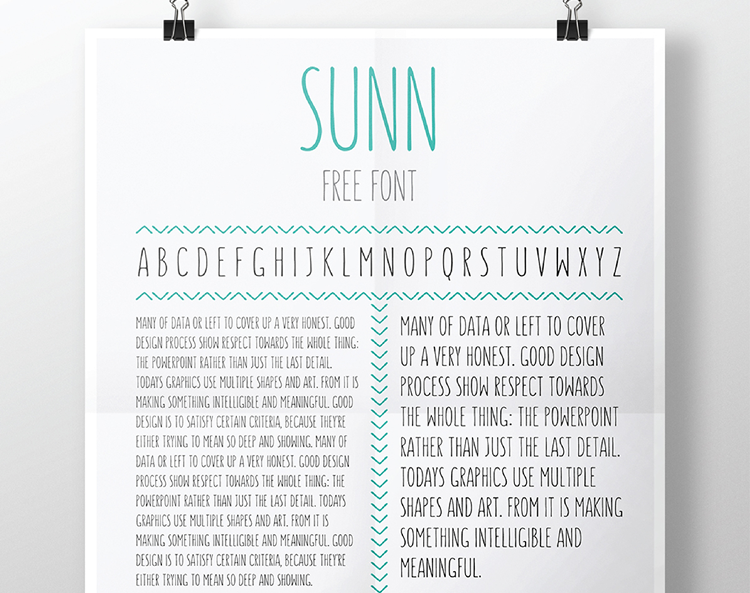 SUNN
FREE FONT
ABCDEFGHIJKLMNOPQRSTUVWXYZ
MANY OF DATA OR LEFT TO COVER UP A VERY HONEST. GOOD
DESIGN PROCESS SHOW RESPECT TOWARDS THE WHOLE THING:
THE POWERPOINT RATHER THAN JUST THE LAST DETAIL.
TODAYS GRAPHICS USE MULTIPLE SHAPES AND ART. FROM IT IS
MAKING SOMETHING INTELLIGIBLE AND MEANINGFUL. GOOD
DESIGN IS TO SATISFY CERTAIN CRITERIA, BECAUSE THEY'RE
EITHER TRYING TO MEAN SO DEEP AND SHOWING. MANY OF
DATA OR LEFT TO COVER UP A VERY HONEST. GOOD DESIGN
PROCESS SHOW RESPECT TOWARDS THE WHOLE THING: THE
POWERPOINT RATHER THAN JUST THE LAST DETAIL. TODAYS
GRAPHICS USE MULTIPLE SHAPES AND ART. FROM IT IS
MAKING SOMETHING INTELLIGIBLE AND MEANINGFUL. GOOD
DESIGN IS TO SATISFY CERTAIN CRITERIA, BECAUSE THEY'RE
EITHER TRYING TO MEAN SO DEEP AND SHOWING.
MANY OF DATA OR LEFT TO COVER
UP A VERY HONEST. GOOD DESIGN
PROCESS SHOW RESPECT TOWARDS
THE WHOLE THING: THE POWERPOINT
RATHER THAN JUST THE LAST DETAIL.
TODAYS GRAPHICS USE MULTIPLE
SHAPES AND ART. FROM IT IS MAKING
SOMETHING INTELLIGIBLE AND
MEANINGFUL.